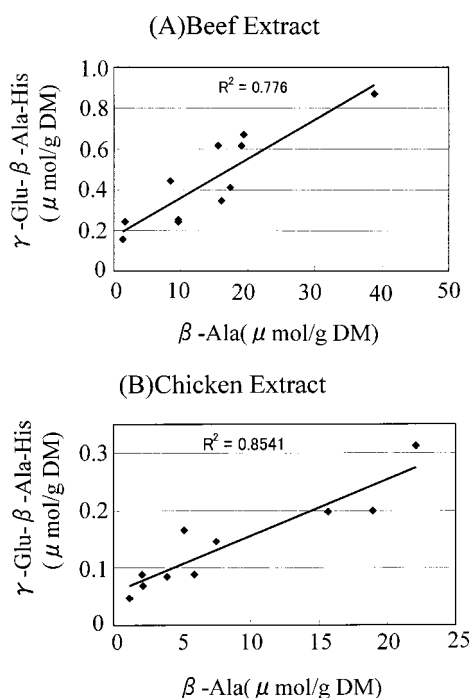 (A)Beef Extract
R² = 0.776
γ-Glu-β-Ala-His
(μ mol/g DM)
1.0
0.8
0.6
0.4
0.2
0
0 10 20 30 40 50
β-Ala(μ mol/g DM)
(B)Chicken Extract
R² = 0.8541
γ-Glu-β-Ala-His
(μ mol/g DM)
0.3
0.2
0.1
0
0 5 10 15 20 25
β-Ala(μ mol/g DM)